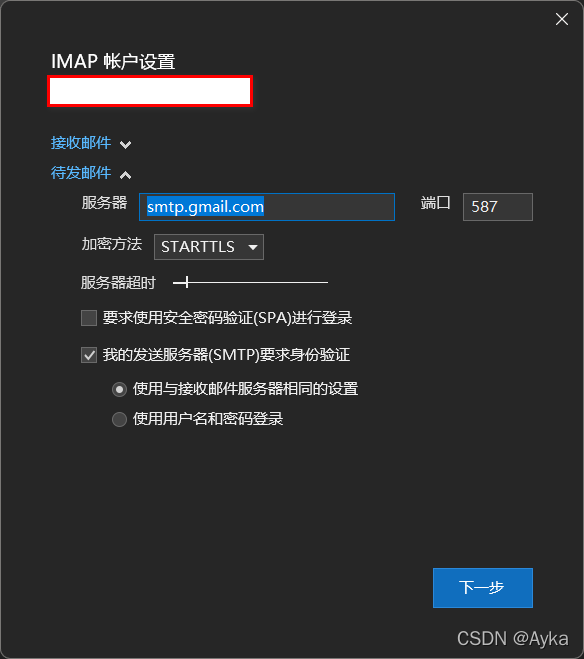 IMAP 帐户设置
接收邮件
待发邮件
服务器 smtp.gmail.com 端口 587
加密方法 STARTTLS
服务器超时
要求使用安全密码验证(SPA)进行登录
我的发送服务器(SMTP)要求身份验证
使用与接收邮件服务器相同的设置
使用用户名和密码登录
下一步
CSDN @Ayka